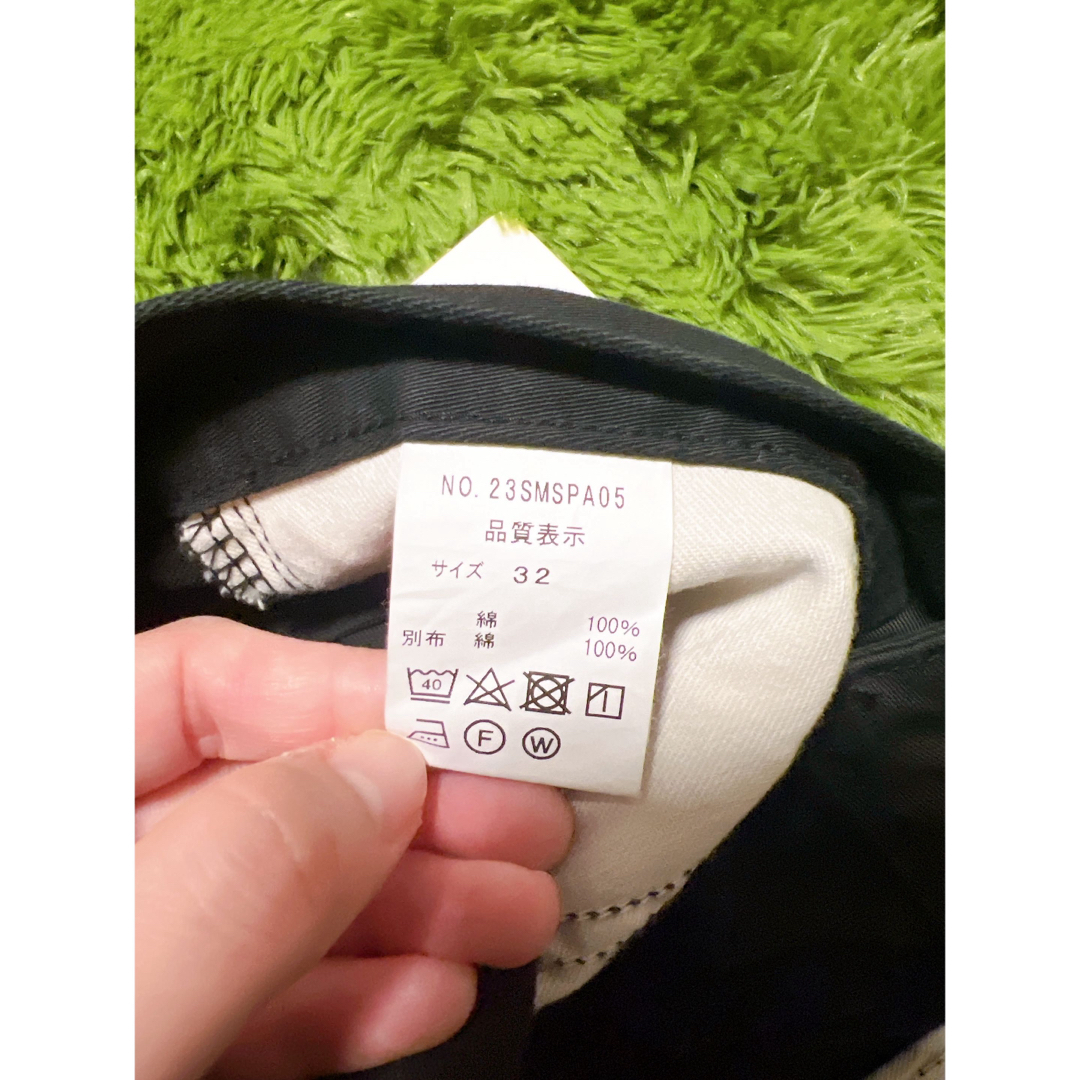 NO. 23SMSPA05
品質表示
サイズ 32
綿 100%
別布 綿 100%
40
F W